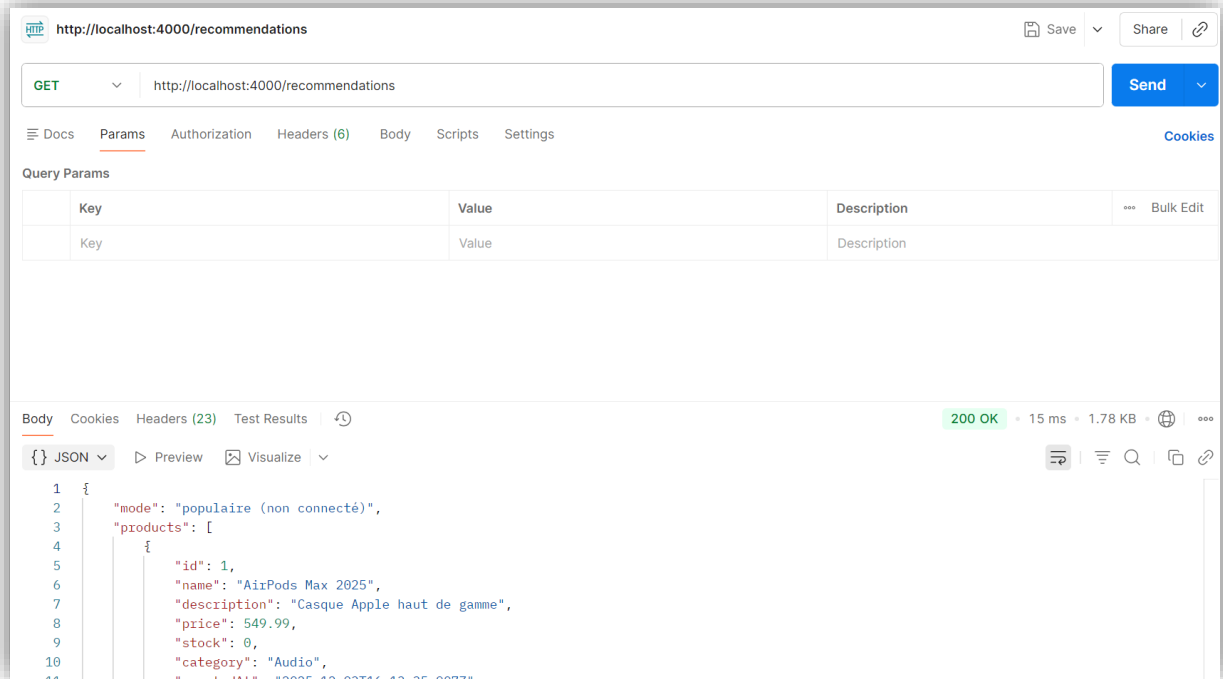 HTTP http://localhost:4000/recommendations Save Share
GET http://localhost:4000/recommendations Send
Docs Params Authorization Headers (6) Body Scripts Settings Cookies
Query Params
Key Value Description Bulk Edit
Key Value Description
Body Cookies Headers (23) Test Results 200 OK • 15 ms • 1.78 KB
{} JSON Preview Visualize
1 {
2 "mode": "populaire (non connecté)",
3 "products": [
4 {
5 "id": 1,
6 "name": "AirPods Max 2025",
7 "description": "Casque Apple haut de gamme",
8 "price": 549.99,
9 "stock": 0,
10 "category": "Audio",